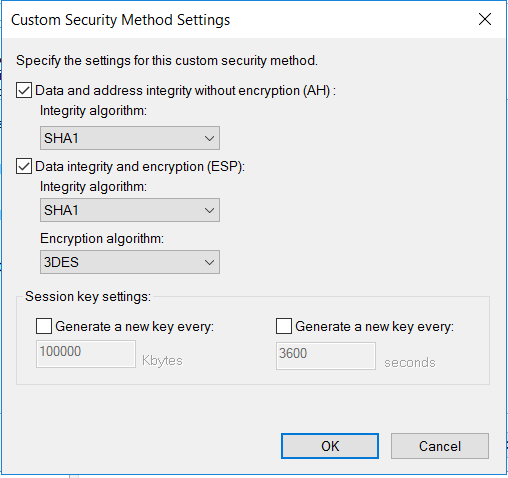 Custom Security Method Settings
Specify the settings for this custom security method.
Data and address integrity without encryption (AH) :
Integrity algorithm:
SHA1
Data integrity and encryption (ESP):
Integrity algorithm:
SHA1
Encryption algorithm:
3DES
Session key settings:
Generate a new key every:
100000 Kbytes
Generate a new key every:
3600 seconds
OK
Cancel